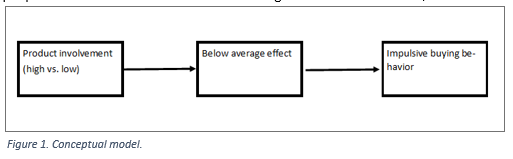 Product involvement
(high vs. low)
Below average effect
Impulsive buying be-
havior
Figure 1. Conceptual model.